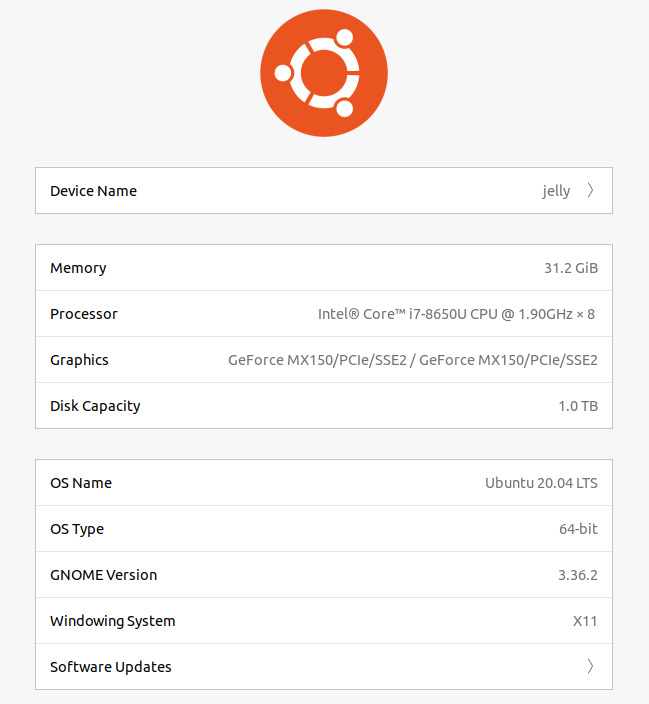 Device Name jelly
Memory 31.2 GiB
Processor Intel® Core™ i7-8650U CPU @ 1.90GHz × 8
Graphics GeForce MX150/PCIe/SSE2 / GeForce MX150/PCIe/SSE2
Disk Capacity 1.0 TB
OS Name Ubuntu 20.04 LTS
OS Type 64-bit
GNOME Version 3.36.2
Windowing System X11
Software Updates